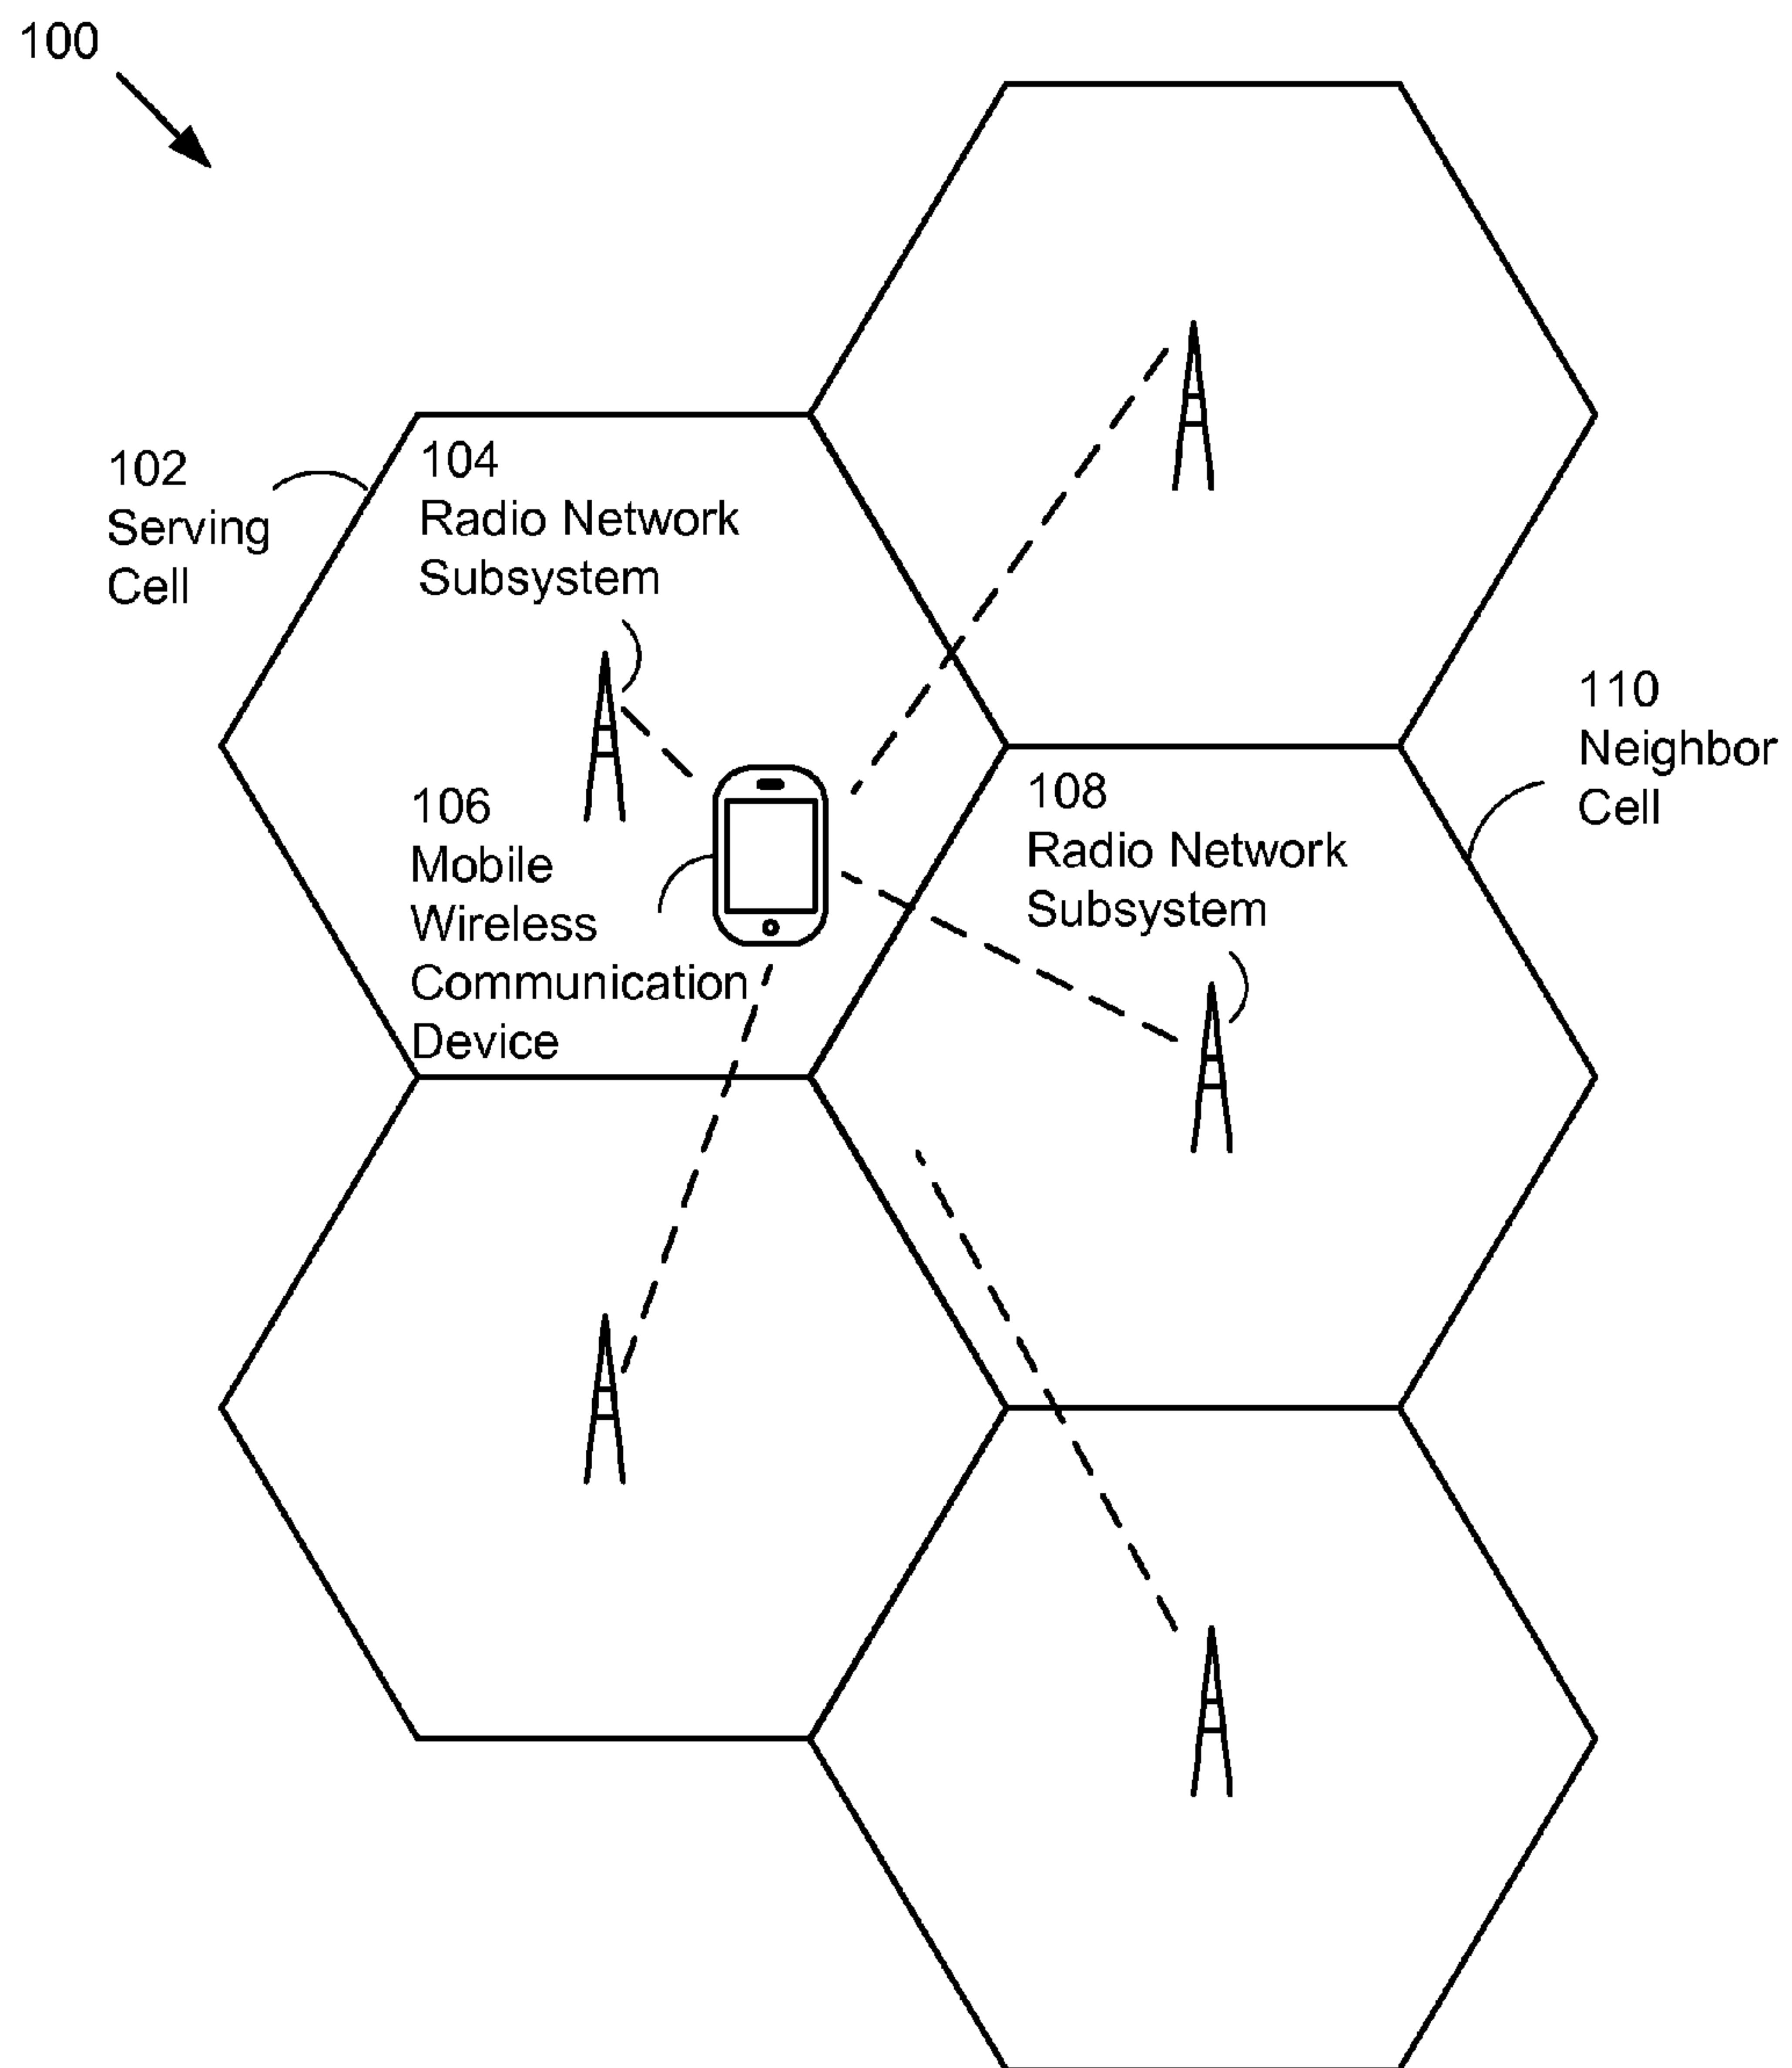 100
102
Serving
Cell
104
Radio Network
Subsystem
106
Mobile
Wireless
Communication
Device
108
Radio Network
Subsystem
110
Neighbor
Cell